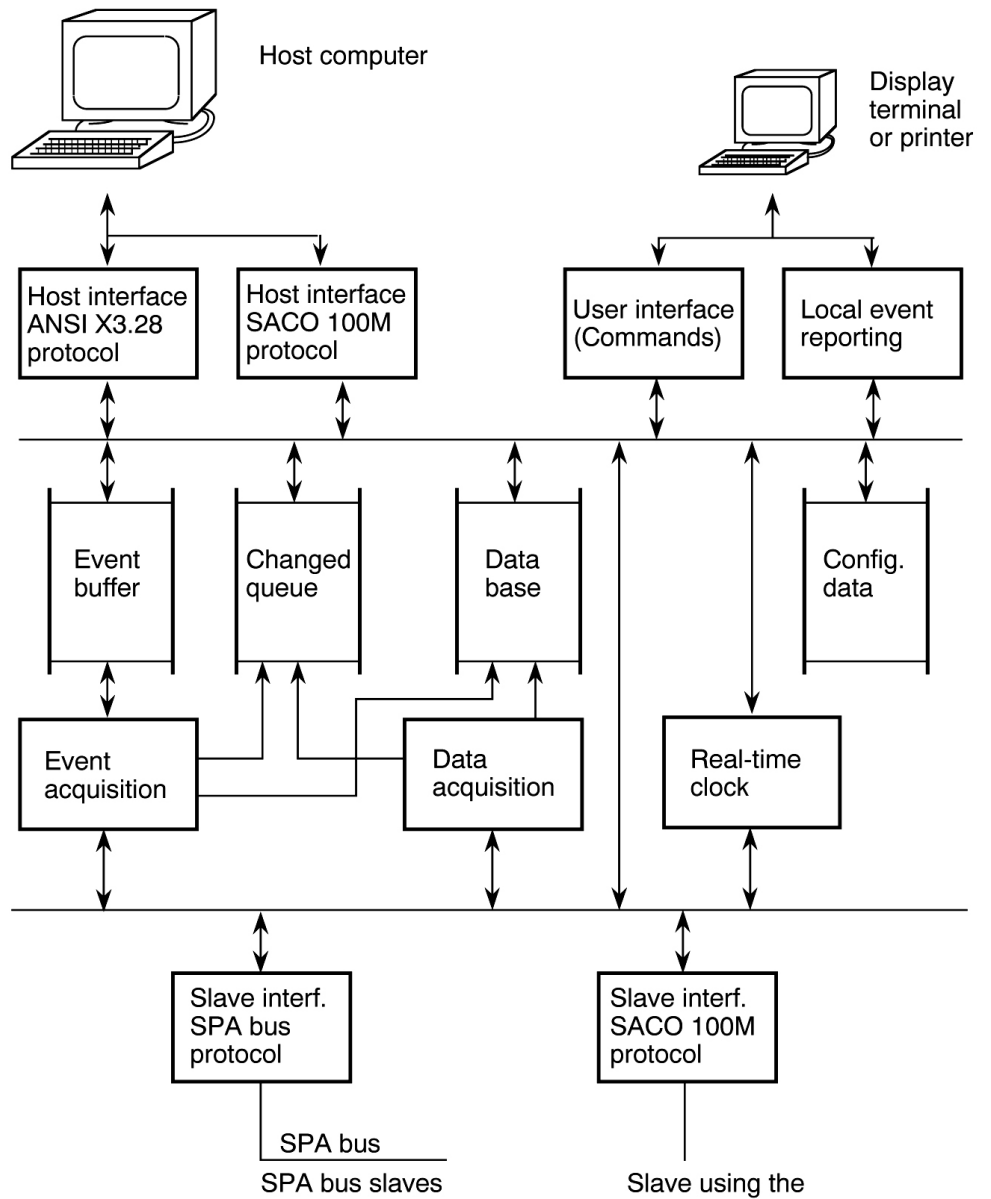 Host computer
Display
terminal
or printer
Host interface
ANSI X3.28
protocol
Host interface
SACO 100M
protocol
User interface
(Commands)
Local event
reporting
Event
buffer
Changed
queue
Data
base
Config.
data
Event
acquisition
Data
acquisition
Real-time
clock
Slave interf.
SPA bus
protocol
Slave interf.
SACO 100M
protocol
SPA bus
SPA bus slaves
Slave using the